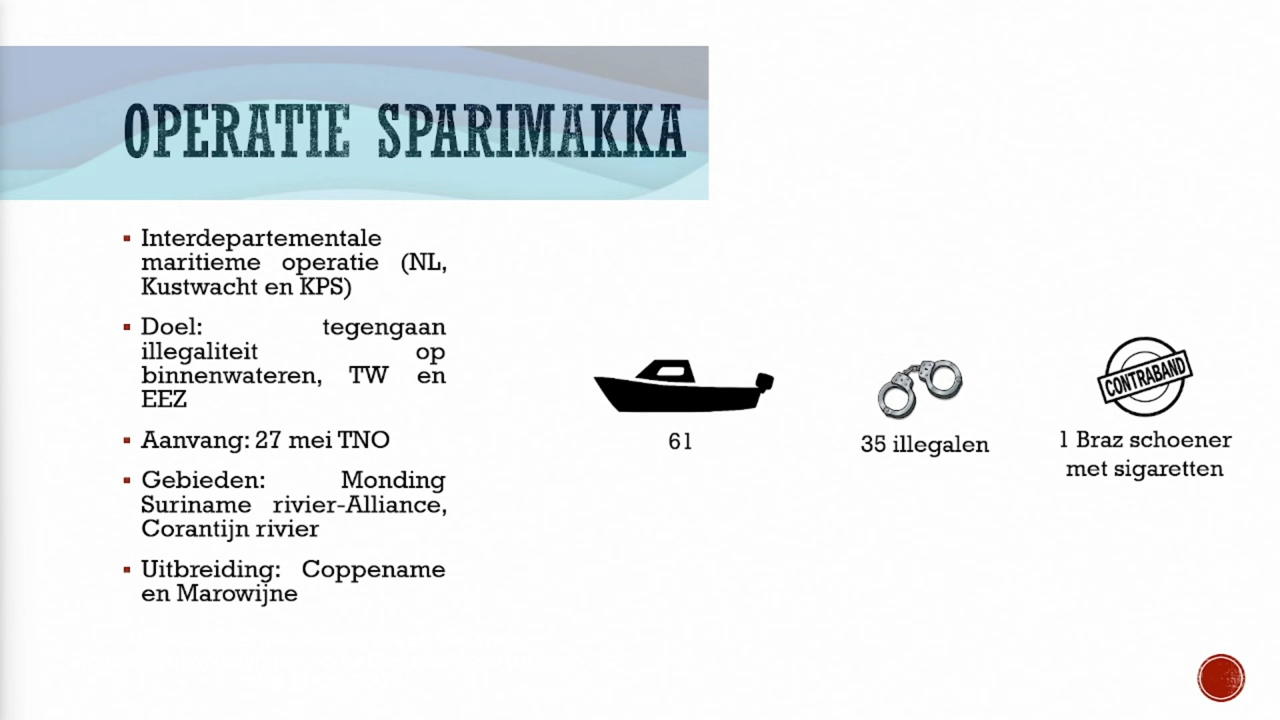 OPERATIE SPARIMAKKA
▪ Interdepartementale
maritieme operatie (NL,
Kustwacht en KPS)
▪ Doel: tegengaan
illegaliteit op
binnenwateren, TW en
EEZ
▪ Aanvang: 27 mei TNO
▪ Gebieden: Monding
Suriname rivier-Alliance,
Corantijn rivier
▪ Uitbreiding: Coppename
en Marowijne
61
35 illegalen
CONTRABAND
1 Braz schoener
met sigaretten